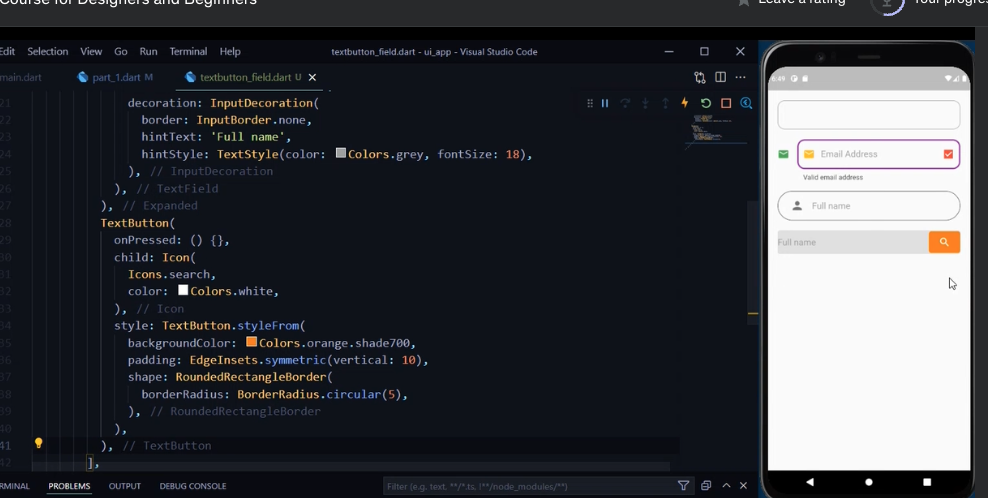 Course for Designers and Beginners
Leave a rating
Your progres
Edit Selection View Go Run Terminal Help
textbutton_field.dart - ui_app - Visual Studio Code
main.dart
part_1.dart M
textbutton_field.dart U
21 decoration: InputDecoration(
22 border: InputBorder.none,
23 hintText: 'Full name',
24 hintStyle: TextStyle(color: Colors.grey, fontSize: 18),
25 ), // InputDecoration
26 ), // TextField
27 ), // Expanded
28 TextButton(
29 onPressed: () {},
30 child: Icon(
31 Icons.search,
32 color: Colors.white,
33 ), // Icon
34 style: TextButton.styleFrom(
35 backgroundColor: Colors.orange.shade700,
36 padding: EdgeInsets.symmetric(vertical: 10),
37 shape: RoundedRectangleBorder(
38 borderRadius: BorderRadius.circular(5),
39 ), // RoundedRectangleBorder
40 ),
41 ), // TextButton
42 ],
RMINAL PROBLEMS OUTPUT DEBUG CONSOLE
Filter (e.g. text, **/*.ts, !**/node_modules/**)
6:49
Email Address
Valid email address
Full name
Full name